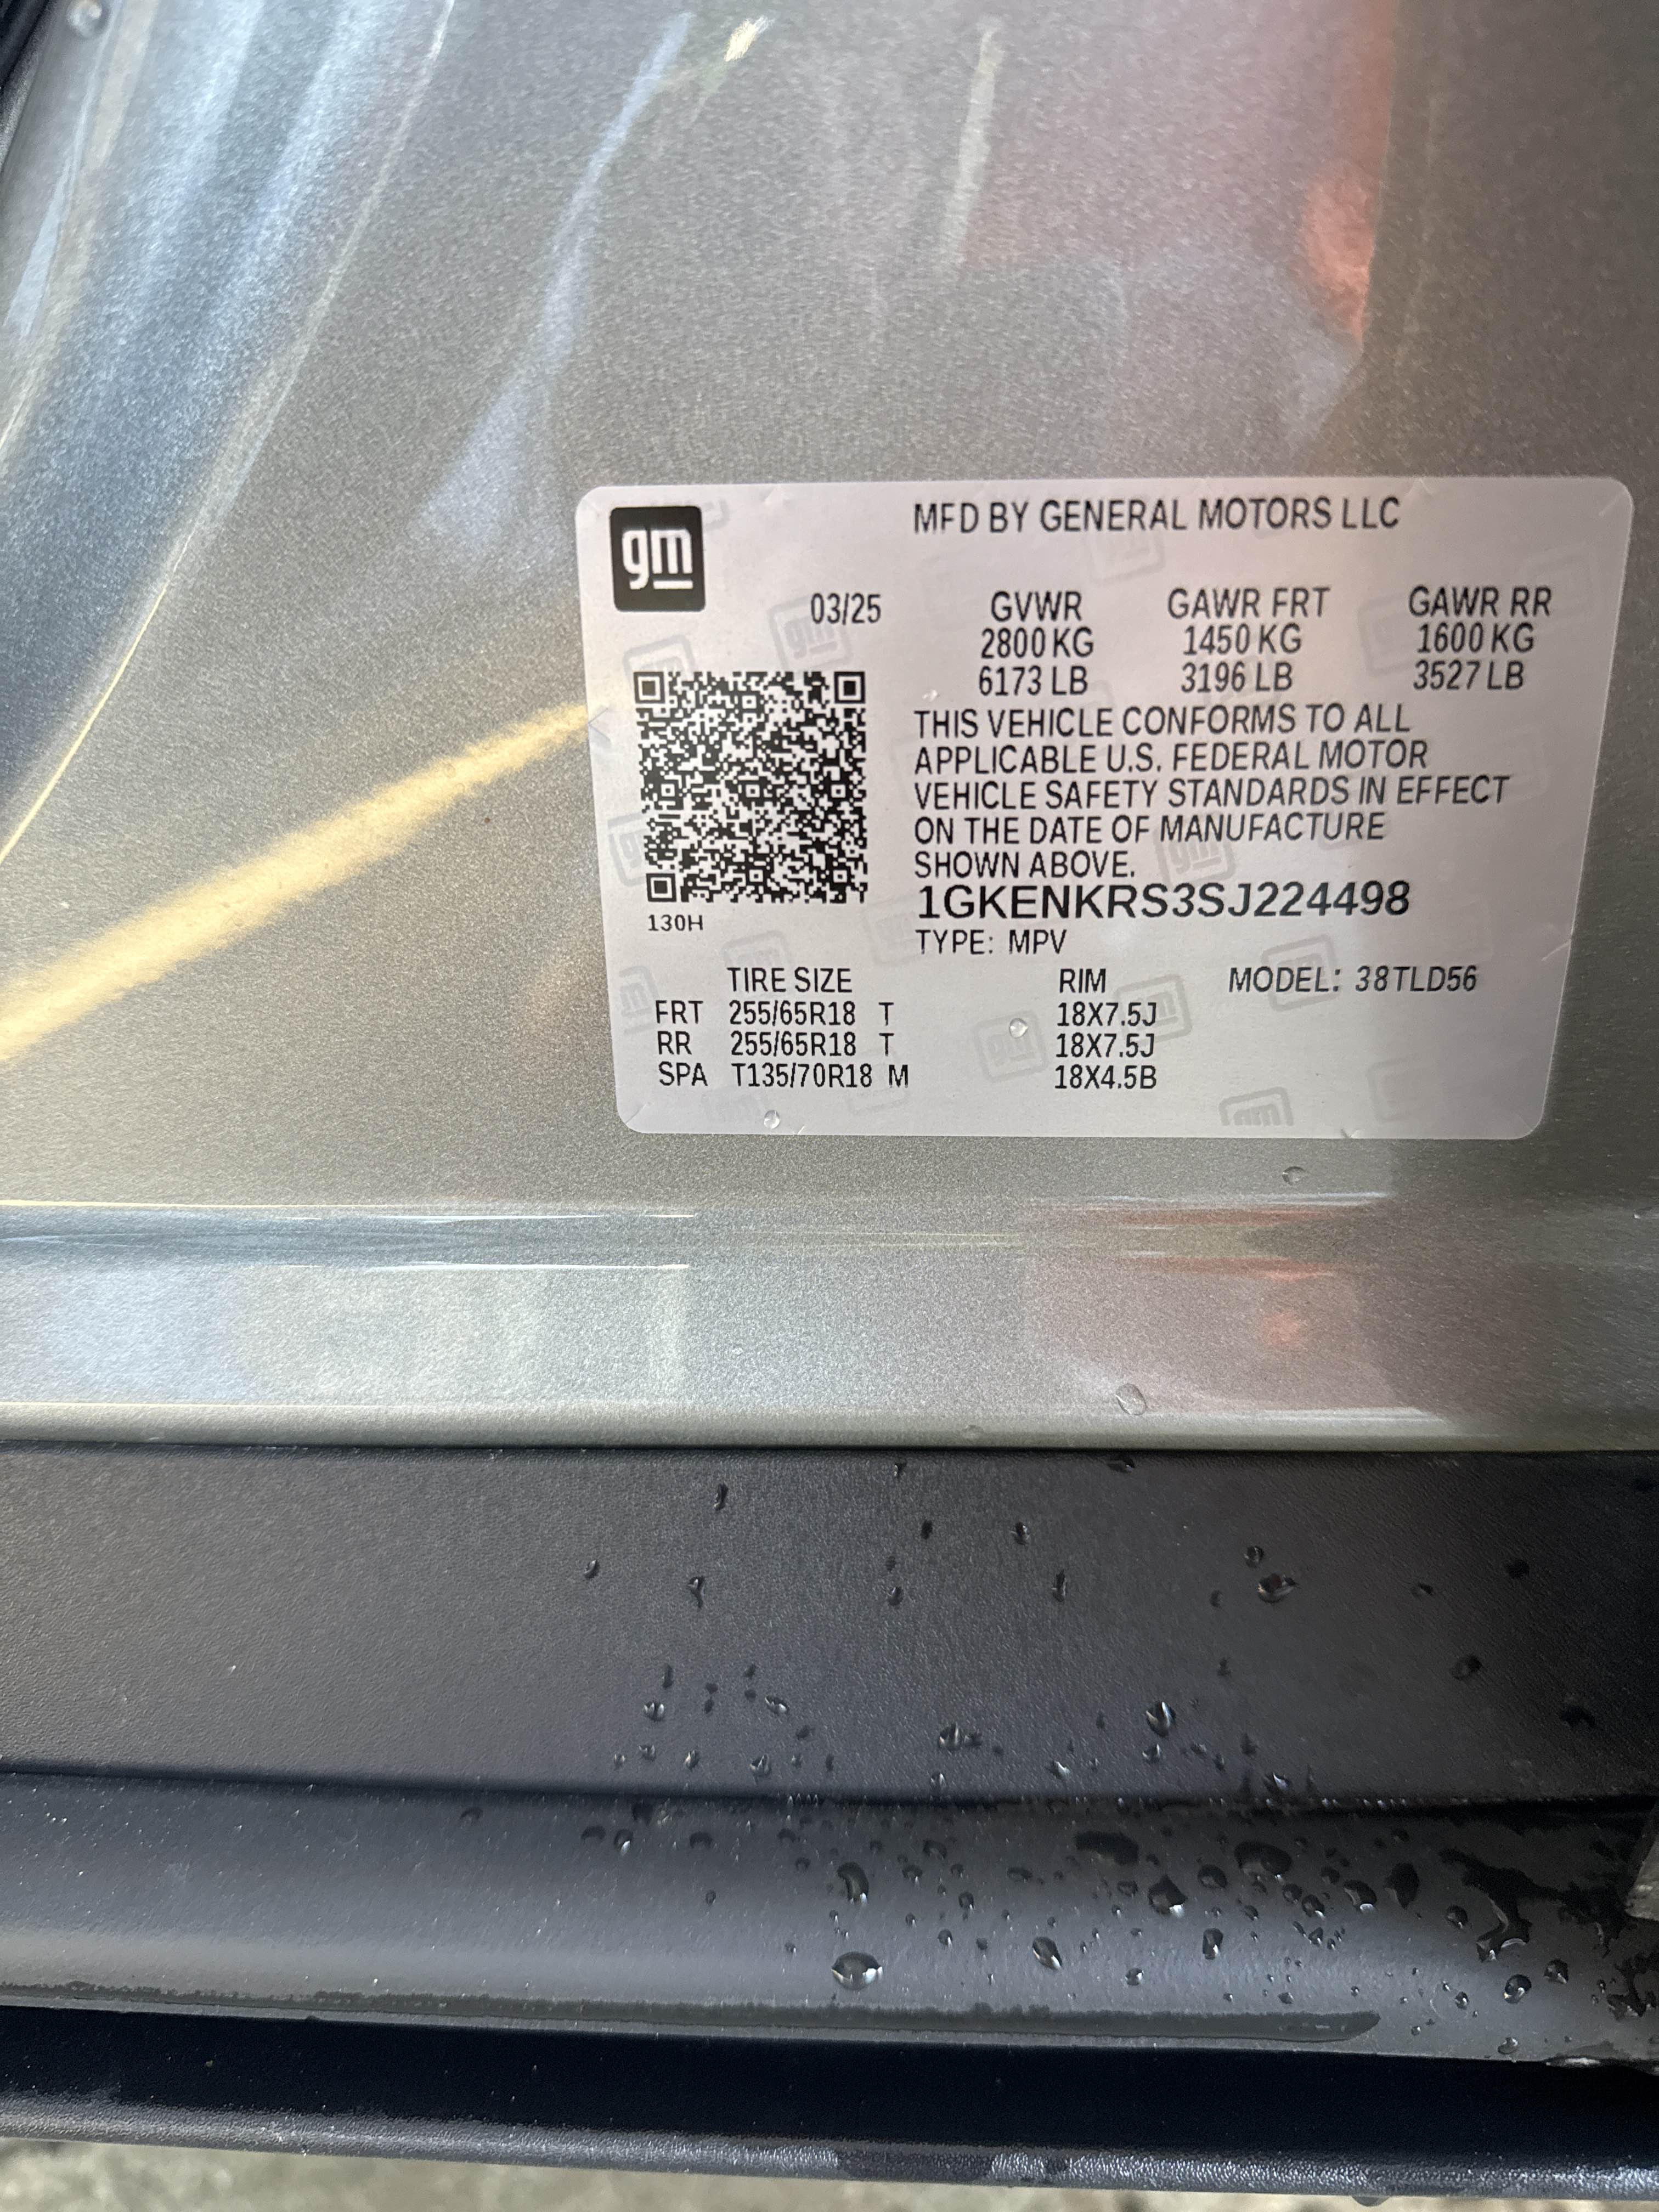 gm
MFD BY GENERAL MOTORS LLC
03/25 GVWR GAWR FRT GAWR RR
2800 KG 1450 KG 1600 KG
6173 LB 3196 LB 3527 LB
THIS VEHICLE CONFORMS TO ALL
APPLICABLE U.S. FEDERAL MOTOR
VEHICLE SAFETY STANDARDS IN EFFECT
ON THE DATE OF MANUFACTURE
SHOWN ABOVE.
1GKENKRS3SJ224498
130H
TYPE: MPV
TIRE SIZE RIM MODEL: 38TLD56
FRT 255/65R18 T 18X7.5J
RR 255/65R18 T 18X7.5J
SPA T135/70R18 M 18X4.5B